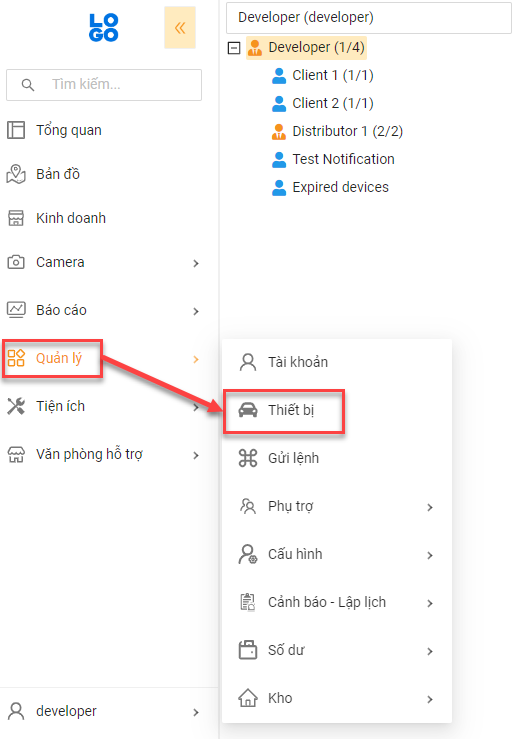 LO
GO
«
Tìm kiếm...
Tổng quan
Bản đồ
Kinh doanh
Camera
Báo cáo
Quản lý
Tiện ích
Văn phòng hỗ trợ
developer
Developer (developer)
Developer (1/4)
Client 1 (1/1)
Client 2 (1/1)
Distributor 1 (2/2)
Test Notification
Expired devices
Tài khoản
Thiết bị
Gửi lệnh
Phụ trợ
Cấu hình
Cảnh báo - Lập lịch
Số dư
Kho